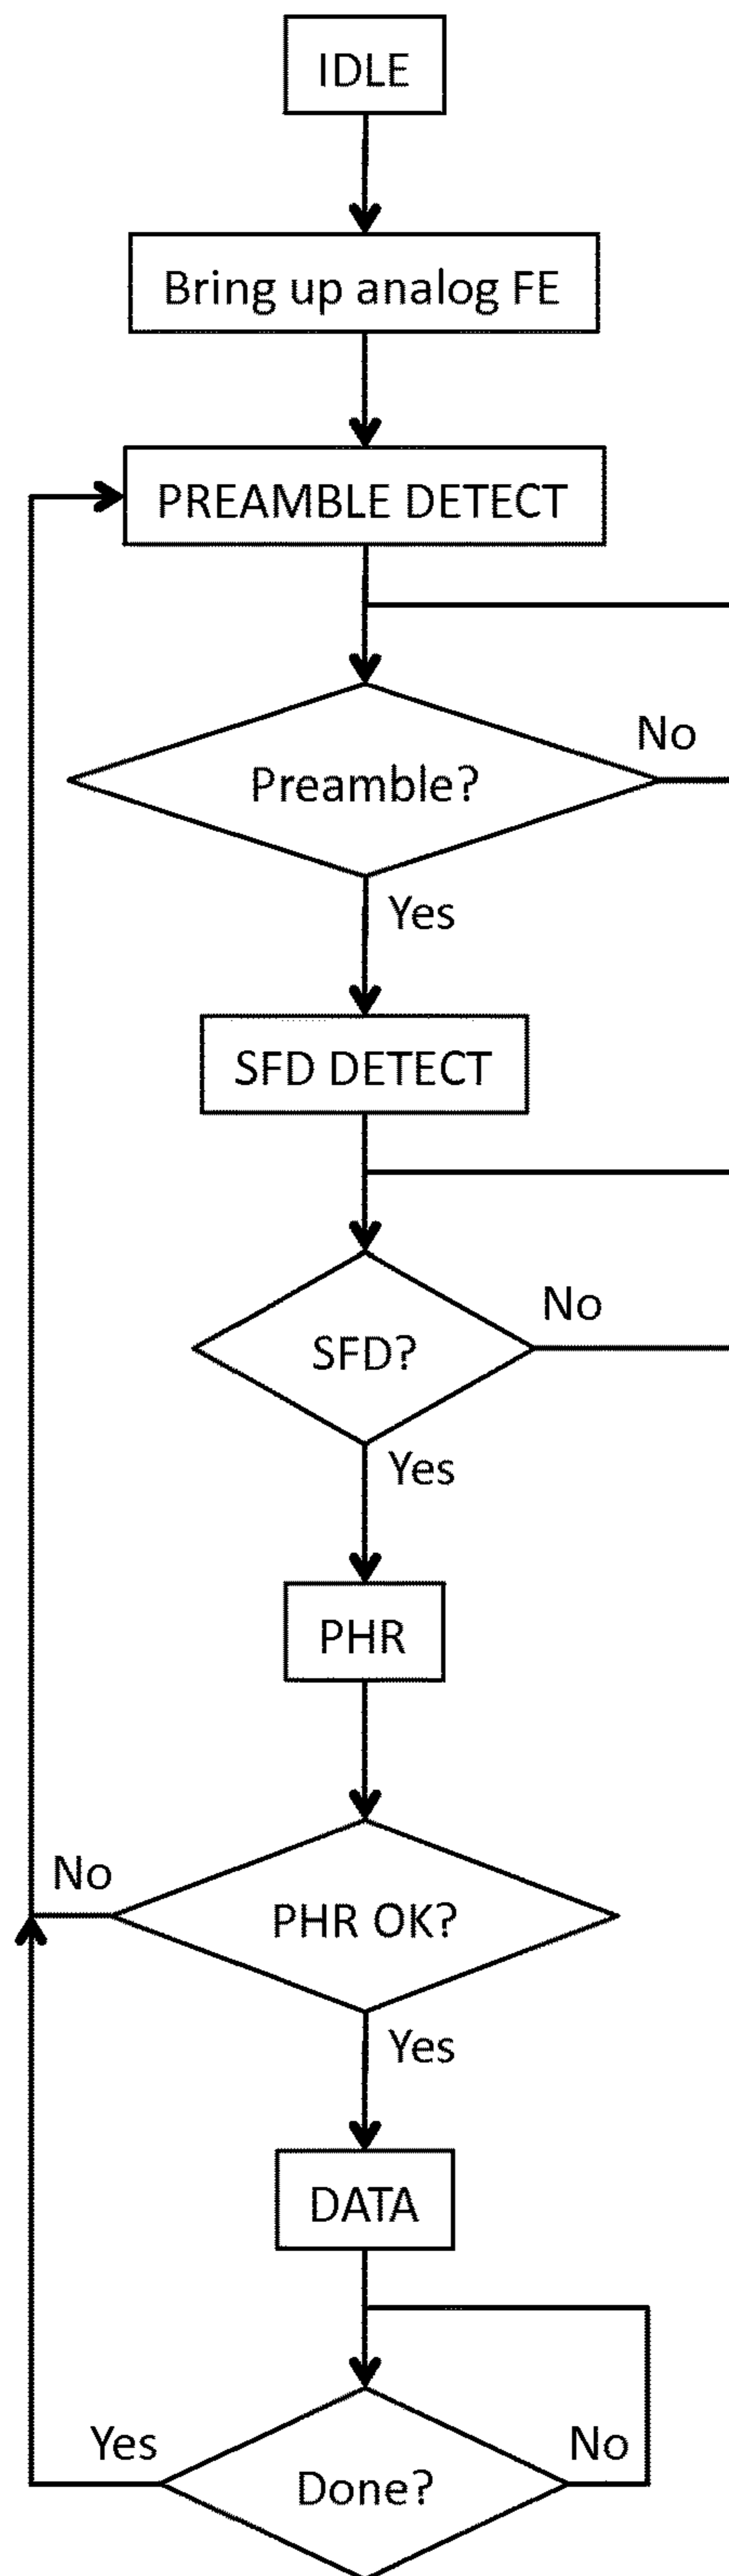 IDLE
Bring up analog FE
PREAMBLE DETECT
No
Preamble?
Yes
SFD DETECT
No
SFD?
Yes
PHR
No
PHR OK?
Yes
DATA
Yes
No
Done?